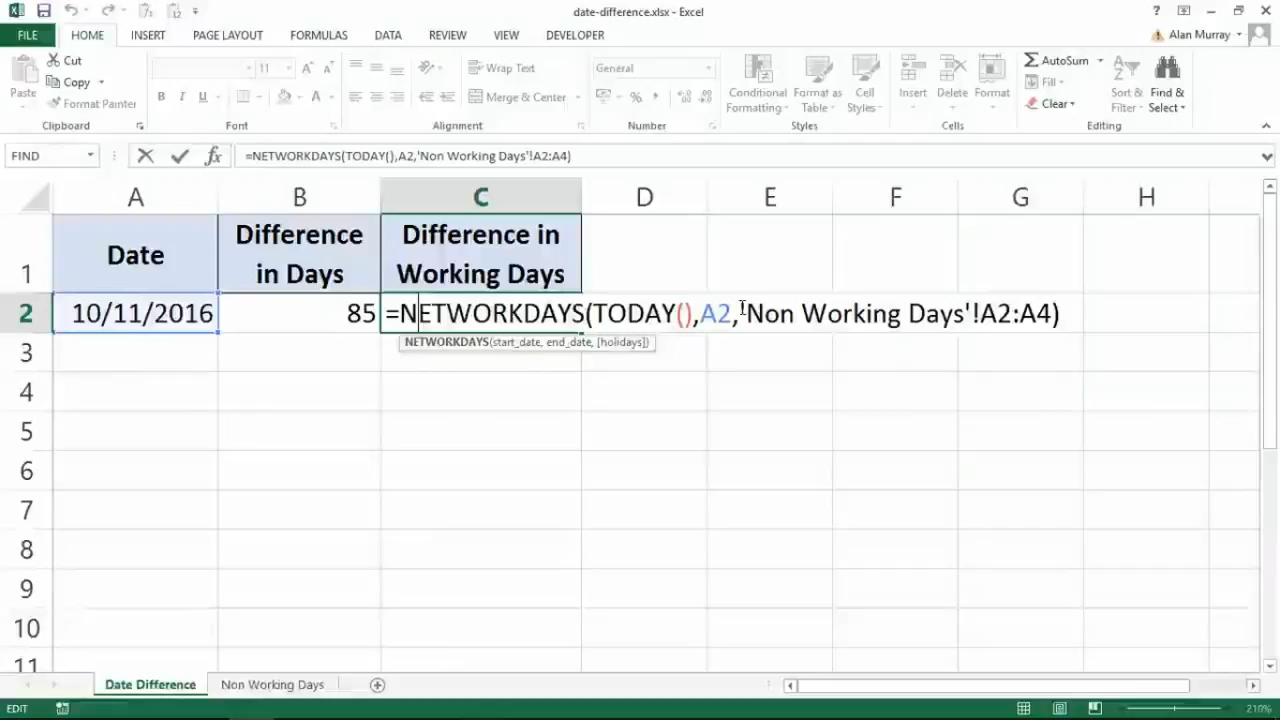 date-difference.xlsx - Excel
?
FILE
HOME
INSERT
PAGE LAYOUT
FORMULAS
DATA
REVIEW
VIEW
DEVELOPER
Alan Murray
Paste
Cut
Copy
Format Painter
Clipboard
11
B I U
Font
Wrap Text
Merge & Center
Alignment
General
%
Number
Conditional Formatting
Format as Table
Cell Styles
Styles
Insert
Delete
Format
Cells
AutoSum
Fill
Clear
Sort & Filter
Find & Select
Editing
FIND
fx
=NETWORKDAYS(TODAY(),A2,'Non Working Days'!A2:A4)
A B C D E F G H
1
Date
Difference in Days
Difference in Working Days
2
10/11/2016
85
=NETWORKDAYS(TODAY(),A2,'Non Working Days'!A2:A4)
NETWORKDAYS(start_date, end_date, [holidays])
3
4
5
6
7
8
9
10
11
Date Difference
Non Working Days
EDIT
210%